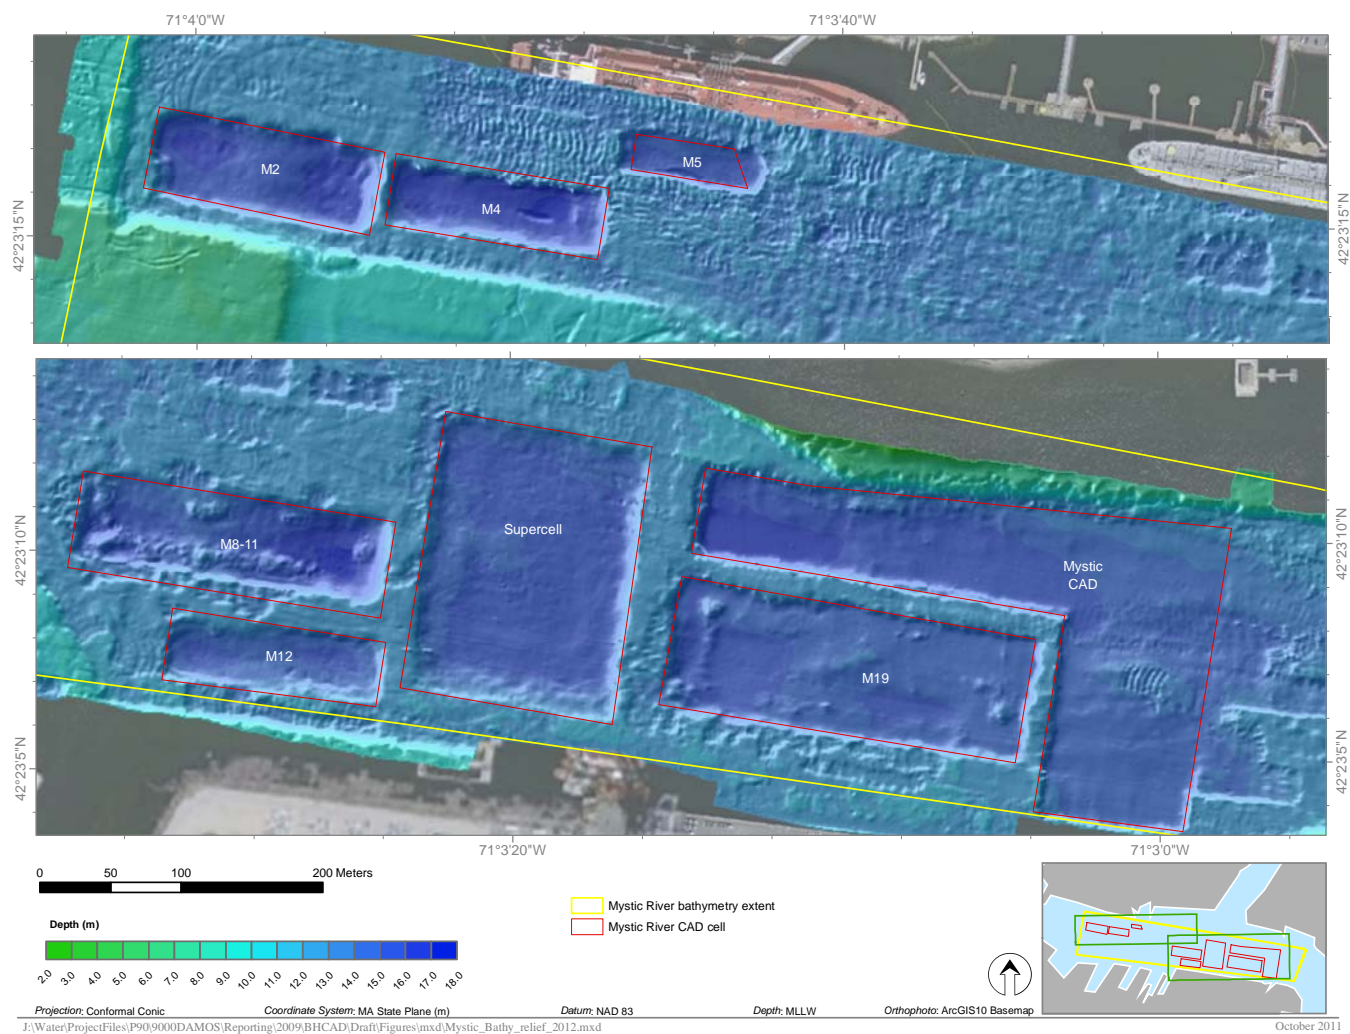 71°4'0"W 71°3'40"W
M2
M4
M5
42°23'15"N 42°23'15"N
Supercell
M8-11
Mystic
CAD
M12
M19
42°23'10"N 42°23'10"N
42°23'5"N 42°23'5"N
71°3'20"W 71°3'0"W
0 50 100 200 Meters
Mystic River bathymetry extent
Mystic River CAD cell
Depth (m)
2.0 3.0 4.0 5.0 6.0 7.0 8.0 9.0 10.0 11.0 12.0 13.0 14.0 15.0 16.0 17.0 18.0
Projection: Conformal Conic Coordinate System: MA State Plane (m) Datum: NAD 83 Depth: MLLW Orthophoto: ArcGIS10 Basemap
J:\Water\ProjectFiles\P90\9000DAMOS\Reporting\2009\BHCAD\Draft\Figures\mxd\Mystic_Bathy_relief_2012.mxd October 2011